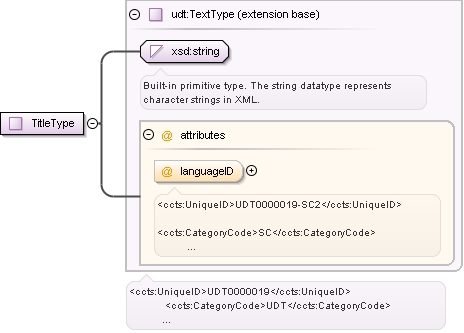 udt:TextType (extension base)
xsd:string
Built-in primitive type. The string datatype represents
character strings in XML.
TitleType
@ attributes
@ languageID
<ccts:UniqueID>UDT0000019-SC2</ccts:UniqueID>
<ccts:CategoryCode>SC</ccts:CategoryCode>
...
<ccts:UniqueID>UDT0000019</ccts:UniqueID>
<ccts:CategoryCode>UDT</ccts:CategoryCode>
...